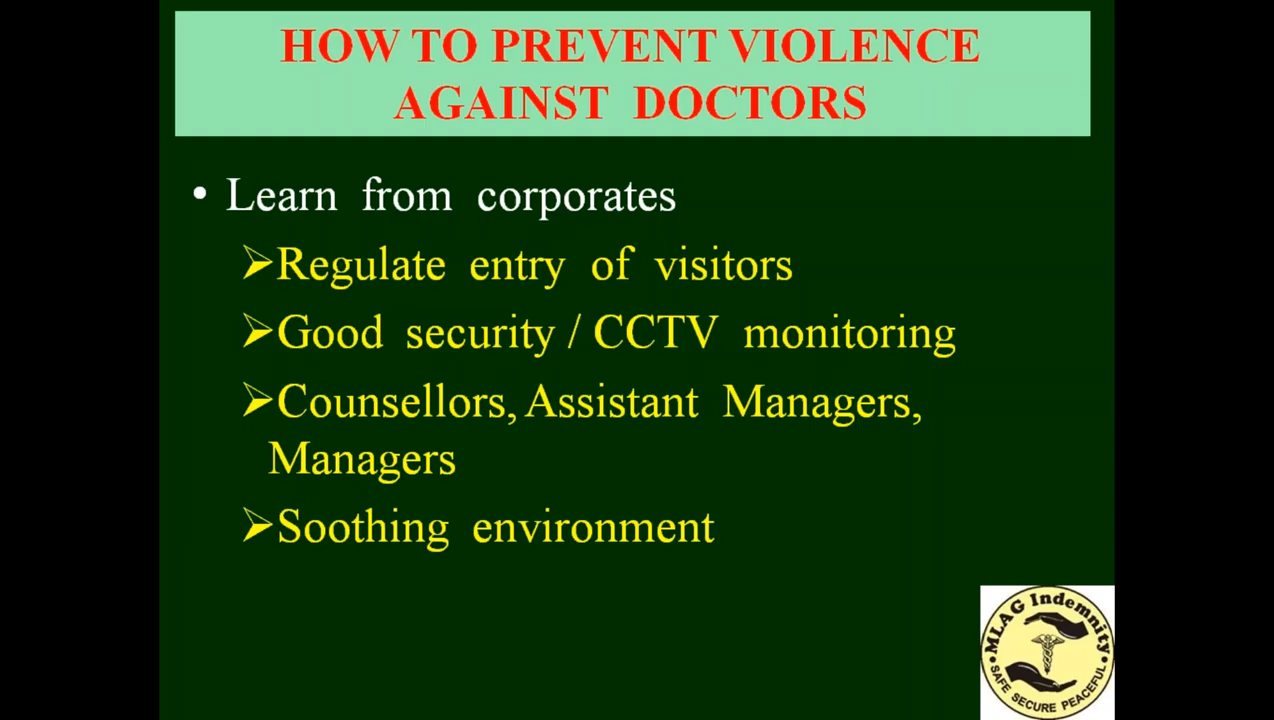 HOW TO PREVENT VIOLENCE
AGAINST DOCTORS
• Learn from corporates
➢Regulate entry of visitors
➢Good security / CCTV monitoring
➢Counsellors, Assistant Managers,
Managers
➢Soothing environment
MLAG Indemnity
• SAFE SECURE PEACEFUL •